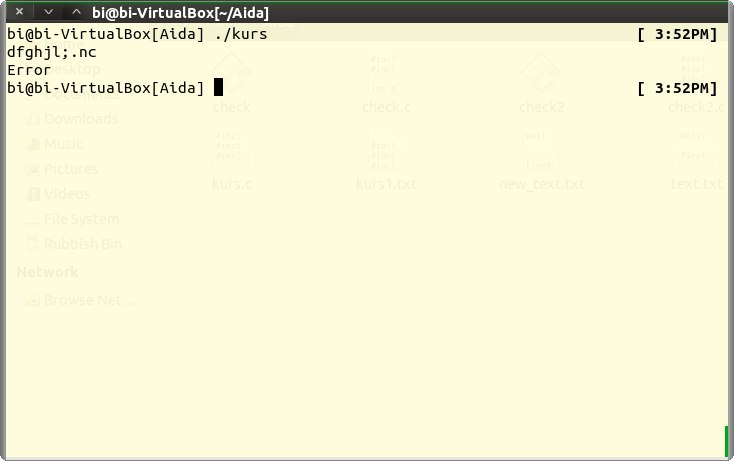 bi@bi-VirtualBox[~/Aida]
bi@bi-VirtualBox[Aida] ./kurs [ 3:52PM]
dfghjl;.nc
Error
bi@bi-VirtualBox[Aida] [ 3:52PM]
Desktop
Documents
Downloads
Music
Pictures
Videos
File System
Rubbish Bin
Network
Browse Net...
check check.c check2 check2.c
kurs.c kurs1.txt new_text.txt text.txt